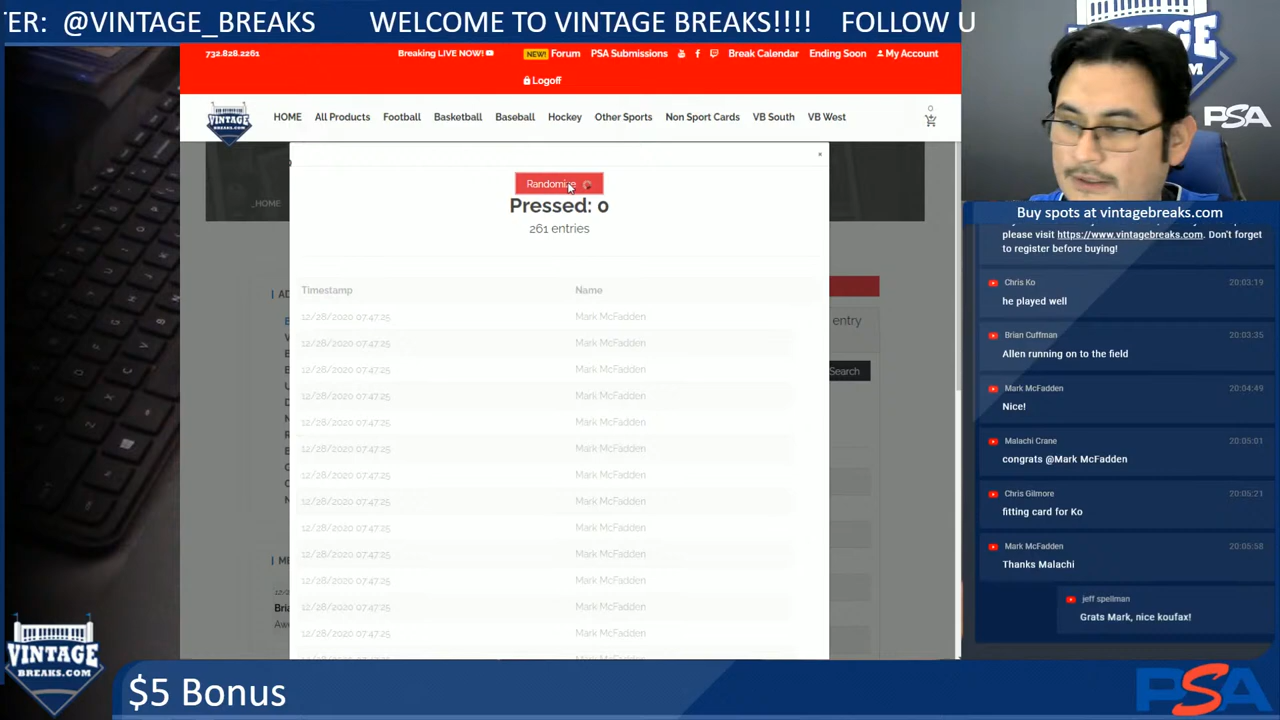 ER: @VINTAGE_BREAKS WELCOME TO VINTAGE BREAKS!!!! FOLLOW U
732.828.2261 Breaking LIVE NOW! NEW! Forum PSA Submissions Break Calendar Ending Soon My Account
Logoff
VINTAGE
BREAKS.COM
HOME All Products Football Basketball Baseball Hockey Other Sports Non Sport Cards VB South VB West
0
PSA
×
Randomize
Pressed: 0
261 entries
_HOME
Timestamp Name
12/28/2020 07:47:25 Mark McFadden
12/28/2020 07:47:25 Mark McFadden
12/28/2020 07:47:25 Mark McFadden
12/28/2020 07:47:25 Mark McFadden
12/28/2020 07:47:25 Mark McFadden
12/28/2020 07:47:25 Mark McFadden
12/28/2020 07:47:25 Mark McFadden
12/28/2020 07:47:25 Mark McFadden
12/28/2020 07:47:25 Mark McFadden
12/28/2020 07:47:25 Mark McFadden
12/28/2020 07:47:25 Mark McFadden
12/28/2020 07:47:25 Mark McFadden
12/28/2020 07:47:25 Mark McFadden
entry
Search
Buy spots at vintagebreaks.com
please visit https://www.vintagebreaks.com. Don't forget
to register before buying!
Chris Ko 20:03:19
he played well
Brian Cuffman 20:03:35
Allen running on to the field
Mark McFadden 20:04:49
Nice!
Malachi Crane 20:05:01
congrats @Mark McFadden
Chris Gilmore 20:05:21
fitting card for Ko
Mark McFadden 20:05:58
Thanks Malachi
jeff spellman
Grats Mark, nice koufax!
VINTAGE
BREAKS.COM
$5 Bonus
PSA